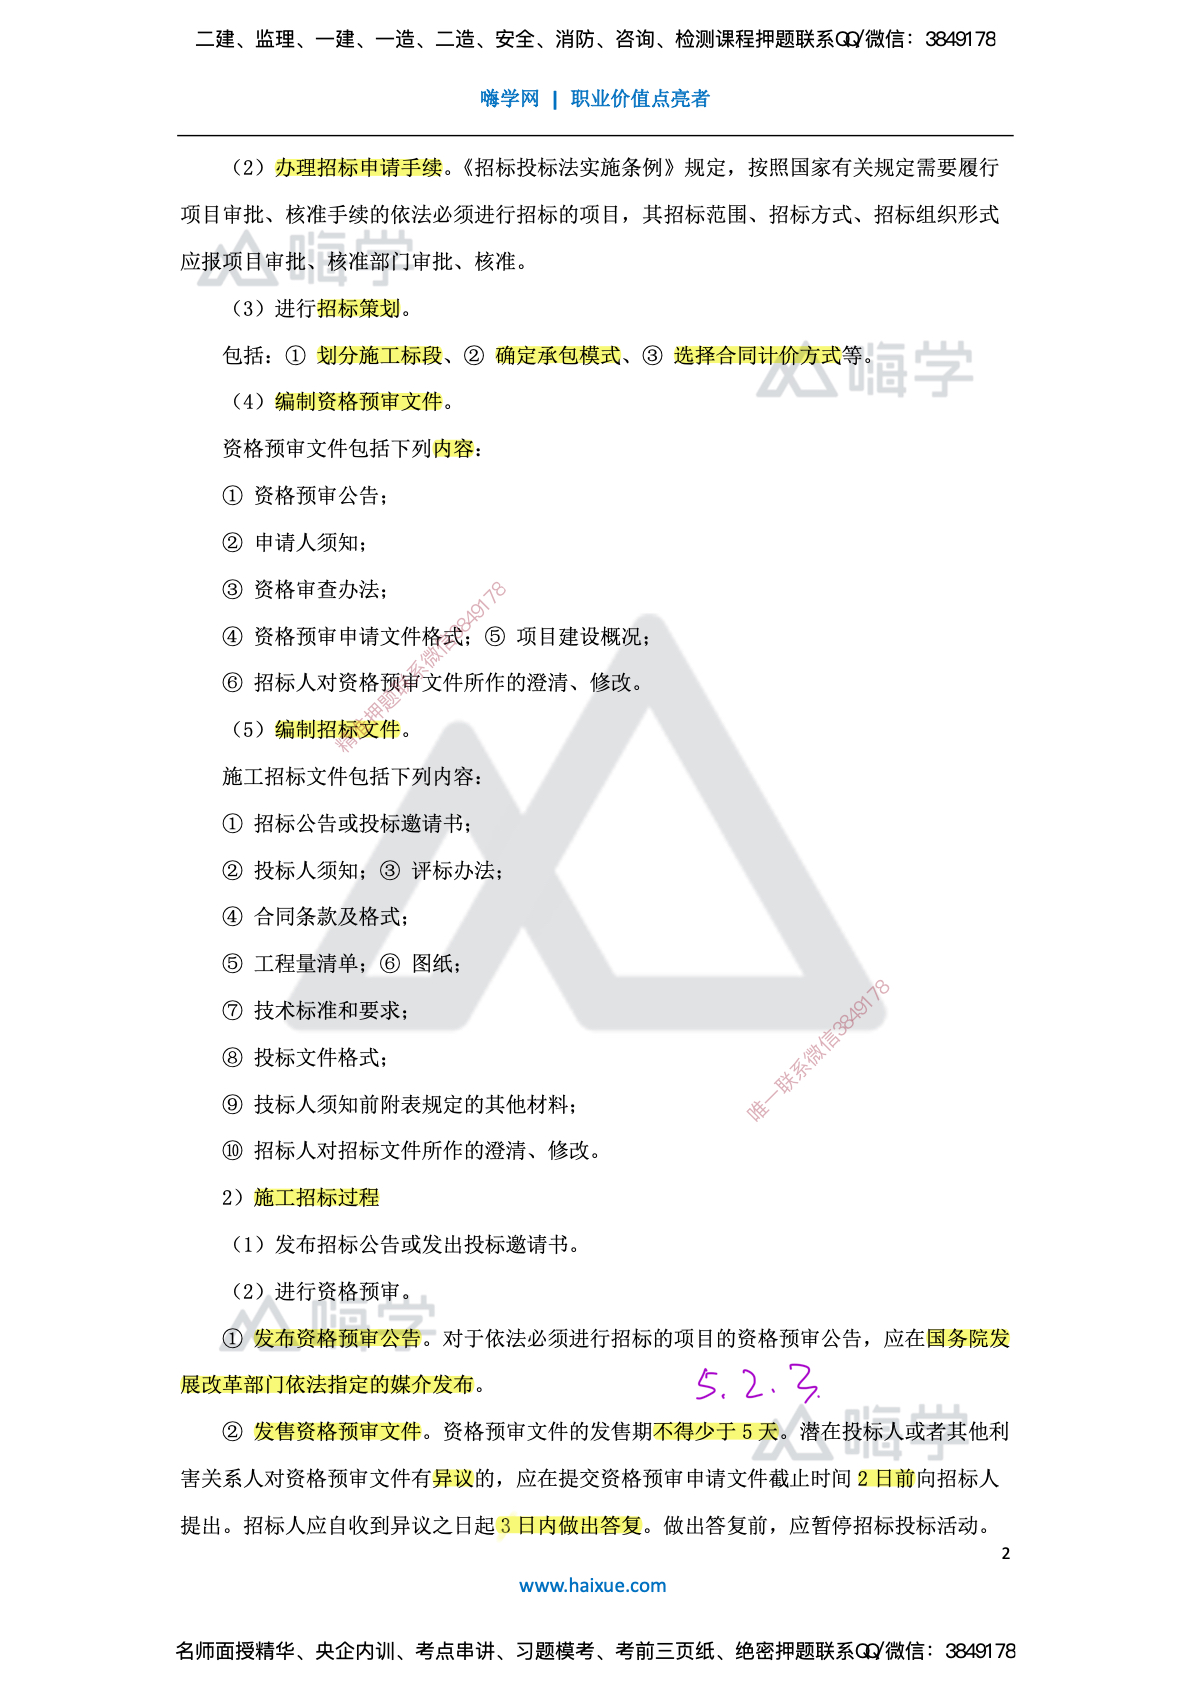 二建、监理、一建、一造、二造、安全、消防、咨询、检测课程押题联系QQ/微信：3849178
嗨学网 | 职业价值点亮者
（2）办理招标申请手续。《招标投标法实施条例》规定，按照国家有关规定需要履行
项目审批、核准手续的依法必须进行招标的项目，其招标范围、招标方式、招标组织形式
嗨学
应报项目审批、核准部门审批、核准。
（3）进行招标策划。
包括：① 划分施工标段、② 确定承包模式、③ 选择合同计价方式等。
嗨学
（4）编制资格预审文件。
资格预审文件包括下列内容：
① 资格预审公告；
② 申请人须知；
③ 资格审查办法；
④ 资格预审申请文件格式；⑤ 项目建设概况；
⑥ 招标人对资格预审文件所作的澄清、修改。
精准押题联系微信3849178
（5）编制招标文件。
施工招标文件包括下列内容：
① 招标公告或投标邀请书；
② 投标人须知；③ 评标办法；
④ 合同条款及格式；
⑤ 工程量清单；⑥ 图纸；
⑦ 技术标准和要求；
⑧ 投标文件格式；
唯一联系微信3849178
⑨ 技标人须知前附表规定的其他材料；
⑩ 招标人对招标文件所作的澄清、修改。
2）施工招标过程
（1）发布招标公告或发出投标邀请书。
（2）进行资格预审。
嗨学
① 发布资格预审公告。对于依法必须进行招标的项目的资格预审公告，应在国务院发
展改革部门依法指定的媒介发布。
5.2.3.
嗨学
② 发售资格预审文件。资格预审文件的发售期不得少于 5 天。潜在投标人或者其他利
害关系人对资格预审文件有异议的，应在提交资格预审申请文件截止时间 2 日前向招标人
提出。招标人应自收到异议之日起 3 日内做出答复。做出答复前，应暂停招标投标活动。
2
www.haixue.com
名师面授精华、央企内训、考点串讲、习题模考、考前三页纸、绝密押题联系QQ/微信：3849178